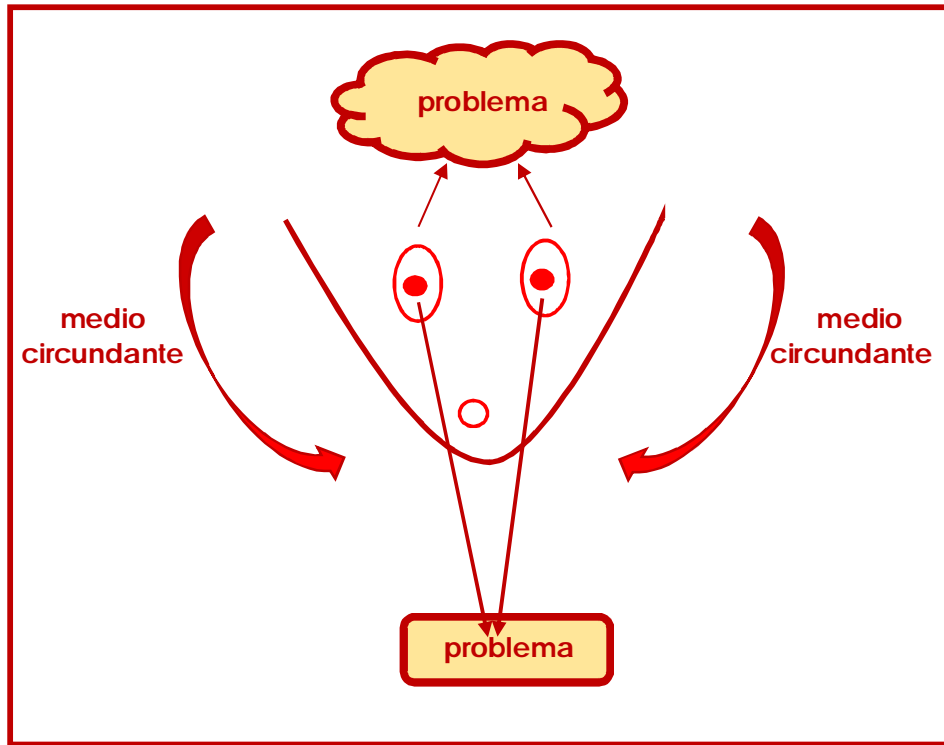 problema
medio
circundante
medio
circundante
problema